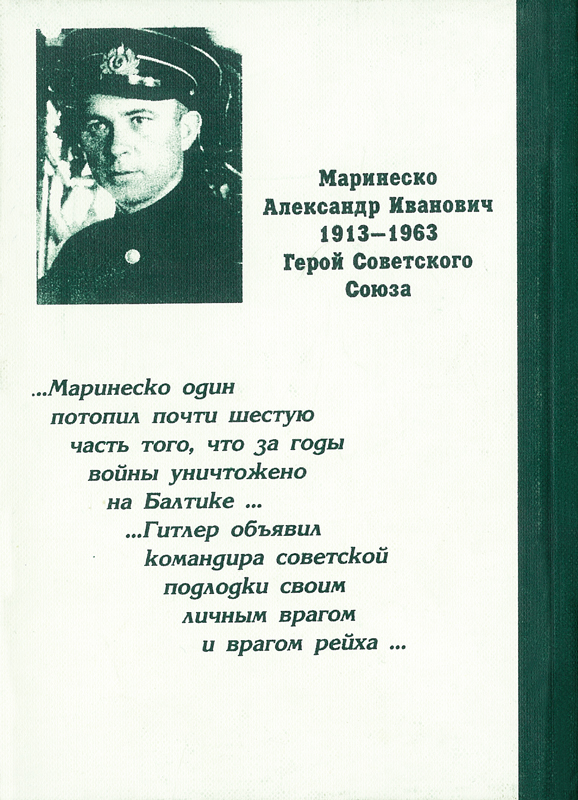 Маринеско
Александр Иванович
1913–1963
Герой Советского
Союза
...Маринеско один
потопил почти шестую
часть того, что за годы
войны уничтожено
на Балтике ...
...Гитлер объявил
командира советской
подлодки своим
личным врагом
и врагом рейха ...